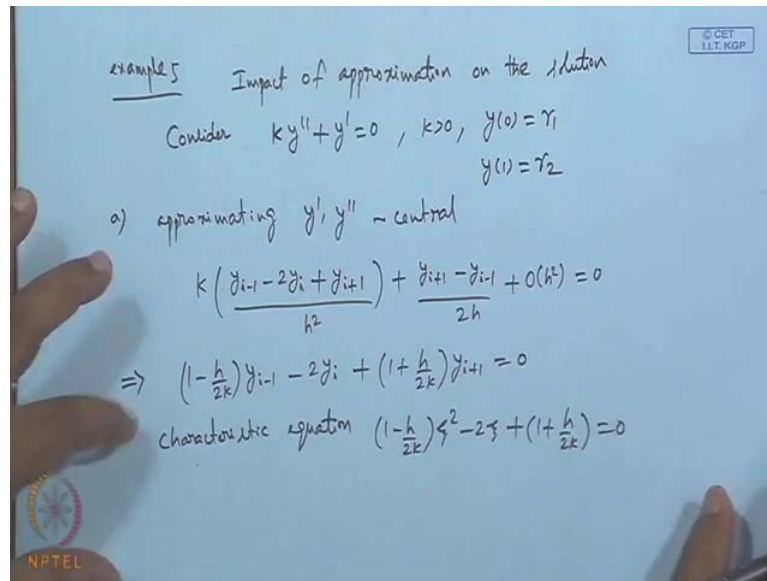 © CET
I.I.T. KGP
example 5 Impact of approximation on the solution
Consider ky'' + y' = 0 , k>0, y(0) = γ₁
y(1) = γ₂
a) approximating y', y'' ~ central
k ( (y_{i-1} - 2y_i + y_{i+1}) / h² ) + (y_{i+1} - y_{i-1}) / 2h + O(h²) = 0
⇒ (1 - h/2k) y_{i-1} - 2y_i + (1 + h/2k) y_{i+1} = 0
characteristic equation (1 - h/2k) ξ² - 2ξ + (1 + h/2k) = 0
NPTEL